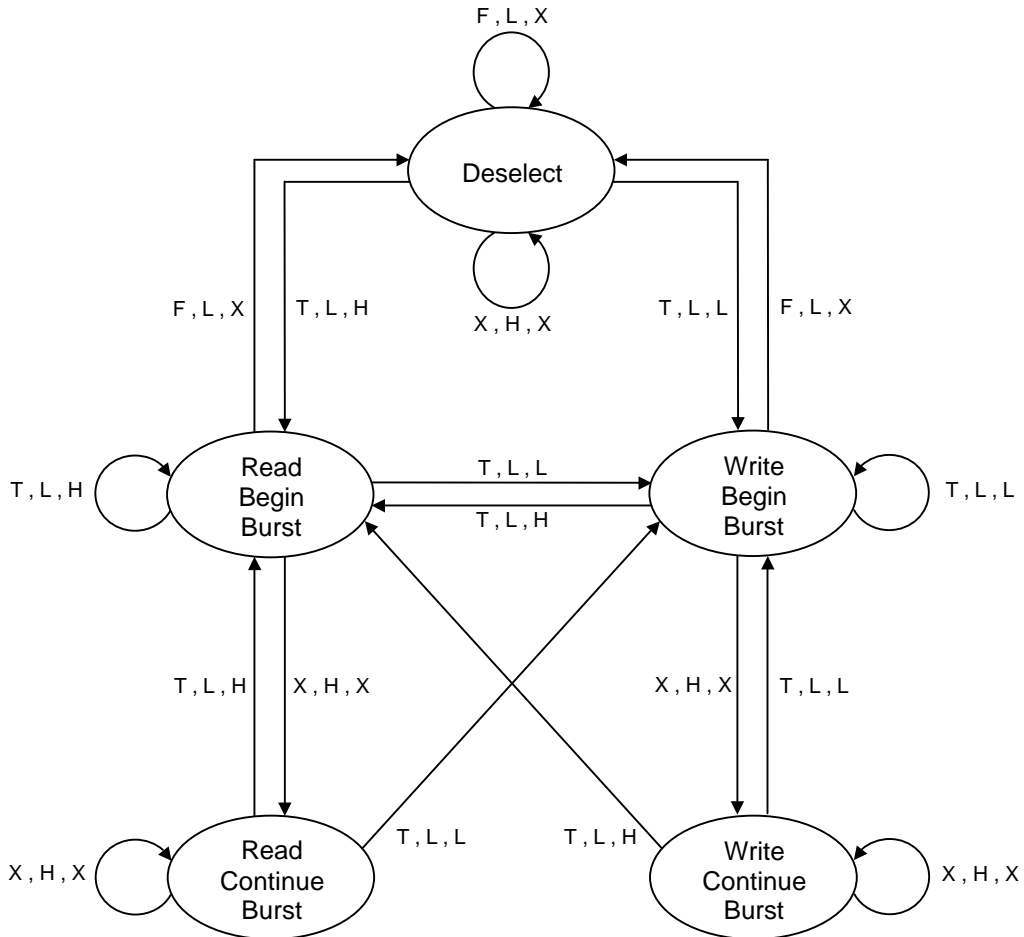 F , L , X
Deselect
X , H , X
F , L , X
T , L , H
T , L , L
F , L , X
Read
Begin
Burst
Write
Begin
Burst
T , L , H
T , L , L
T , L , H
T , L , L
T , L , H
X , H , X
X , H , X
T , L , L
T , L , L
T , L , H
Read
Continue
Burst
Write
Continue
Burst
X , H , X
X , H , X